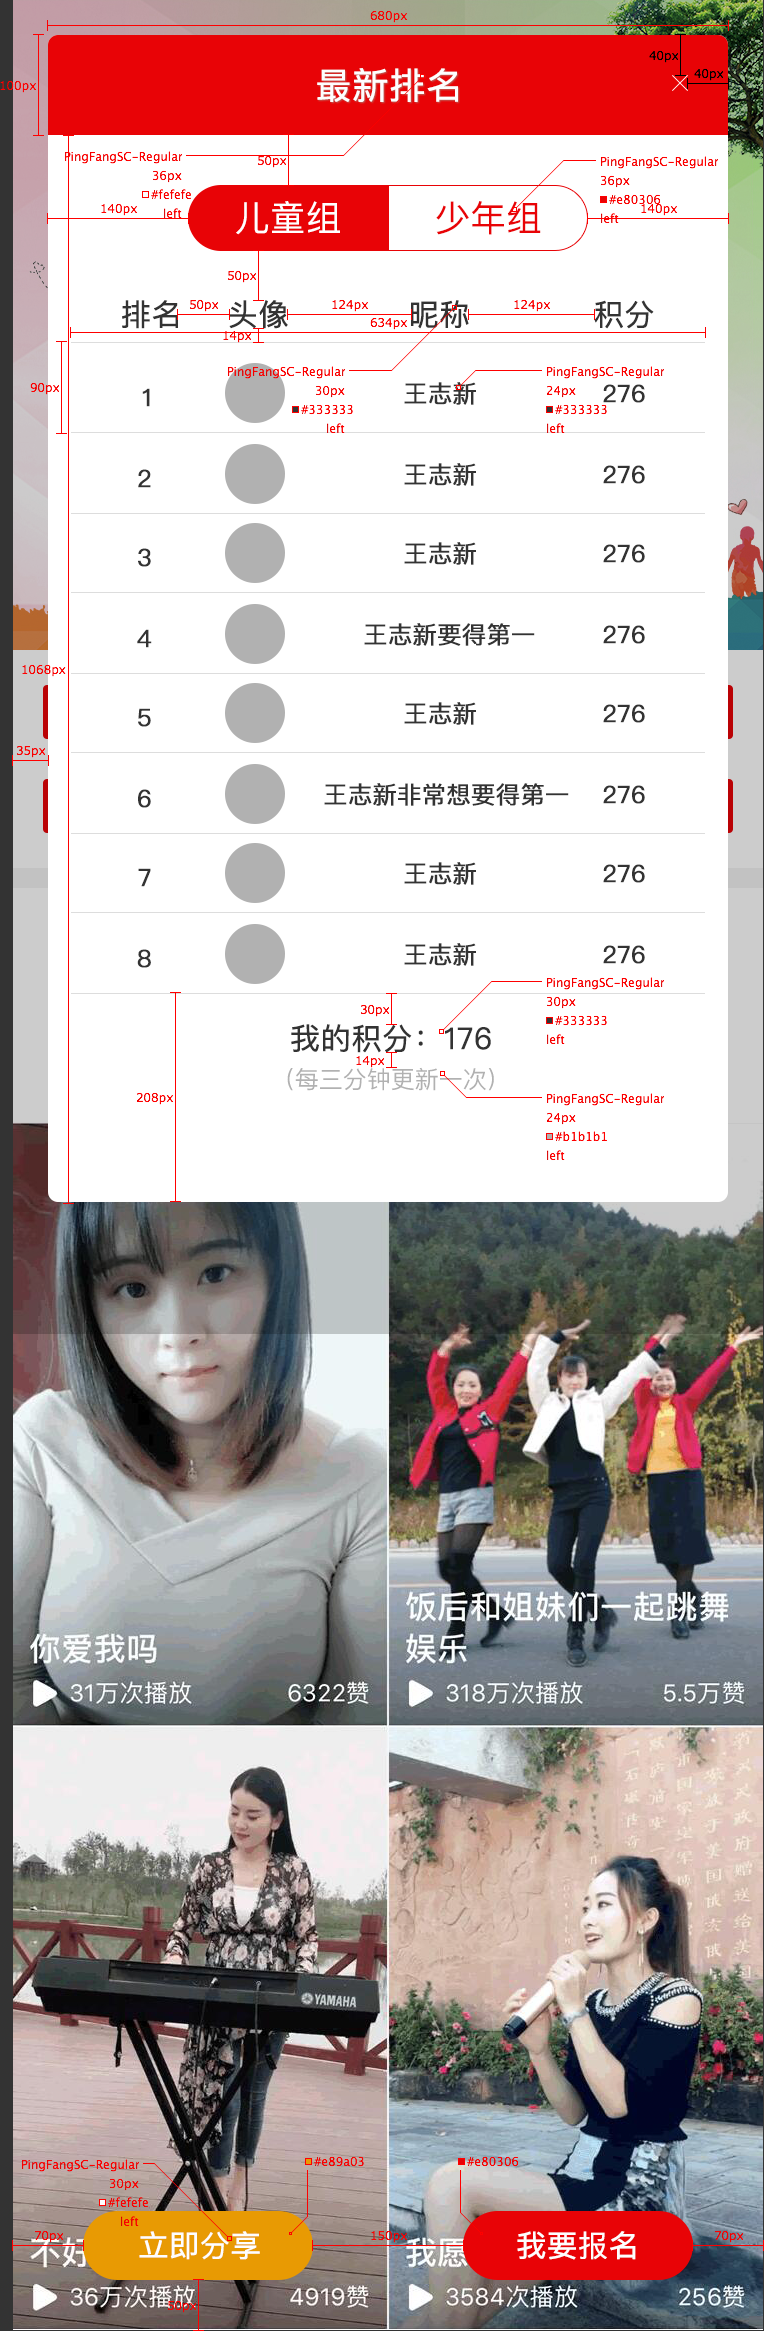 680px
40px
100px
最新排名
40px
PingFangSC-Regular
36px
#fefefe
left
50px
PingFangSC-Regular
36px
#e80306
left
140px
儿童组
少年组
140px
50px
排名
50px
头像
124px
昵称
124px
积分
634px
14px
90px
PingFangSC-Regular
30px
#333333
left
PingFangSC-Regular
24px
#333333
left
1
王志新
276
2
王志新
276
3
王志新
276
4
王志新要得第一
276
1068px
5
王志新
276
35px
6
王志新非常想要得第一
276
7
王志新
276
8
王志新
276
PingFangSC-Regular
30px
#333333
left
30px
我的积分：176
14px
(每三分钟更新一次)
208px
PingFangSC-Regular
24px
#b1b1b1
left
你爱我吗
31万次播放
6322赞
饭后和姐妹们一起跳舞
娱乐
318万次播放
5.5万赞
YAMAHA
PingFangSC-Regular
30px
#fefefe
left
#e89a03
#e80306
70px
不好
立即分享
150px
我愿
我要报名
70px
36万次播放
4919赞
3584次播放
256赞